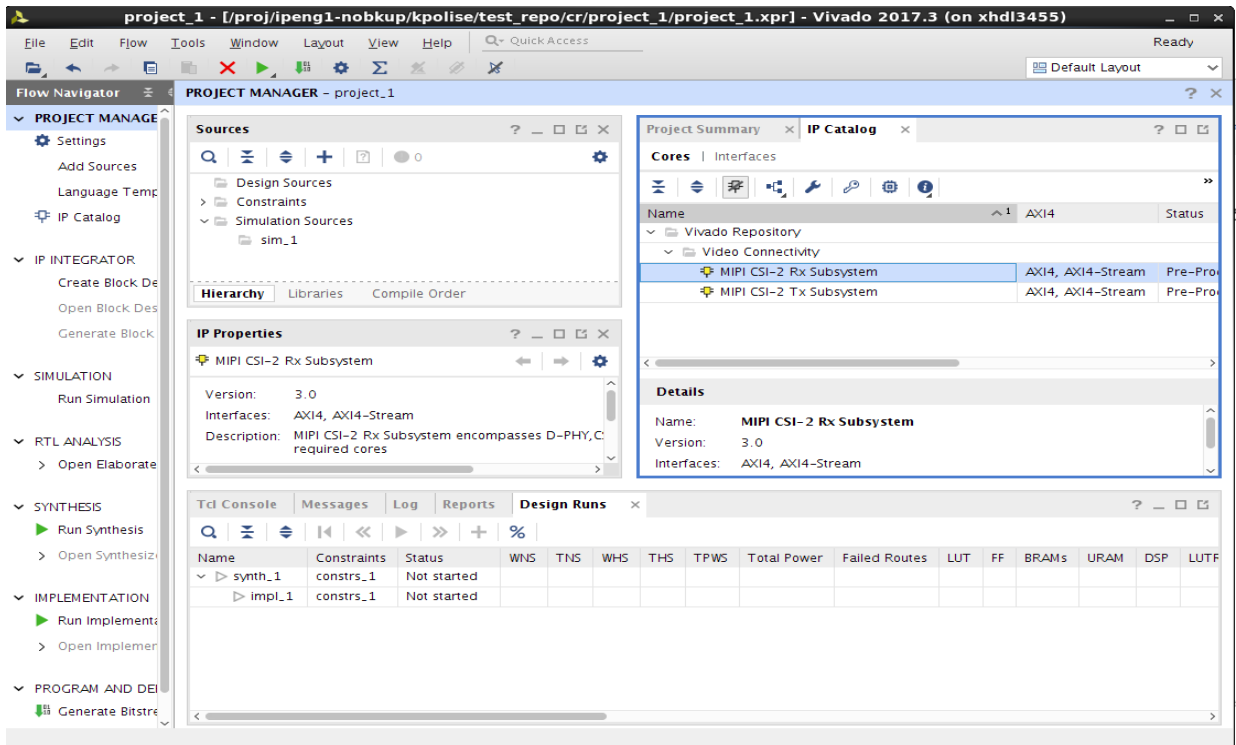 project_1 - [/proj/ipeng1-nobkup/kpolise/test_repo/cr/project_1/project_1.xpr] - Vivado 2017.3 (on xhdl3455)
File Edit Flow Tools Window Layout View Help Quick Access Ready
Default Layout
Flow Navigator
PROJECT MANAGE
Settings
Add Sources
Language Temp
IP Catalog
IP INTEGRATOR
Create Block De
Open Block Des
Generate Block
SIMULATION
Run Simulation
RTL ANALYSIS
Open Elaborate
SYNTHESIS
Run Synthesis
Open Synthesiz
IMPLEMENTATION
Run Implementa
Open Implemen
PROGRAM AND DE
Generate Bitstre
PROJECT MANAGER - project_1
Sources
0
Design Sources
Constraints
Simulation Sources
sim_1
Hierarchy Libraries Compile Order
IP Properties
MIPI CSI-2 Rx Subsystem
Version: 3.0
Interfaces: AXI4, AXI4-Stream
Description: MIPI CSI-2 Rx Subsystem encompasses D-PHY,C
required cores
Project Summary IP Catalog
Cores | Interfaces
Name 1 AXI4 Status
Vivado Repository
Video Connectivity
MIPI CSI-2 Rx Subsystem AXI4, AXI4-Stream Pre-Pro
MIPI CSI-2 Tx Subsystem AXI4, AXI4-Stream Pre-Pro
Details
Name: MIPI CSI-2 Rx Subsystem
Version: 3.0
Interfaces: AXI4, AXI4-Stream
Tcl Console Messages Log Reports Design Runs
Name Constraints Status WNS TNS WHS THS TPWS Total Power Failed Routes LUT FF BRAMs URAM DSP LUTF
synth_1 constrs_1 Not started
impl_1 constrs_1 Not started